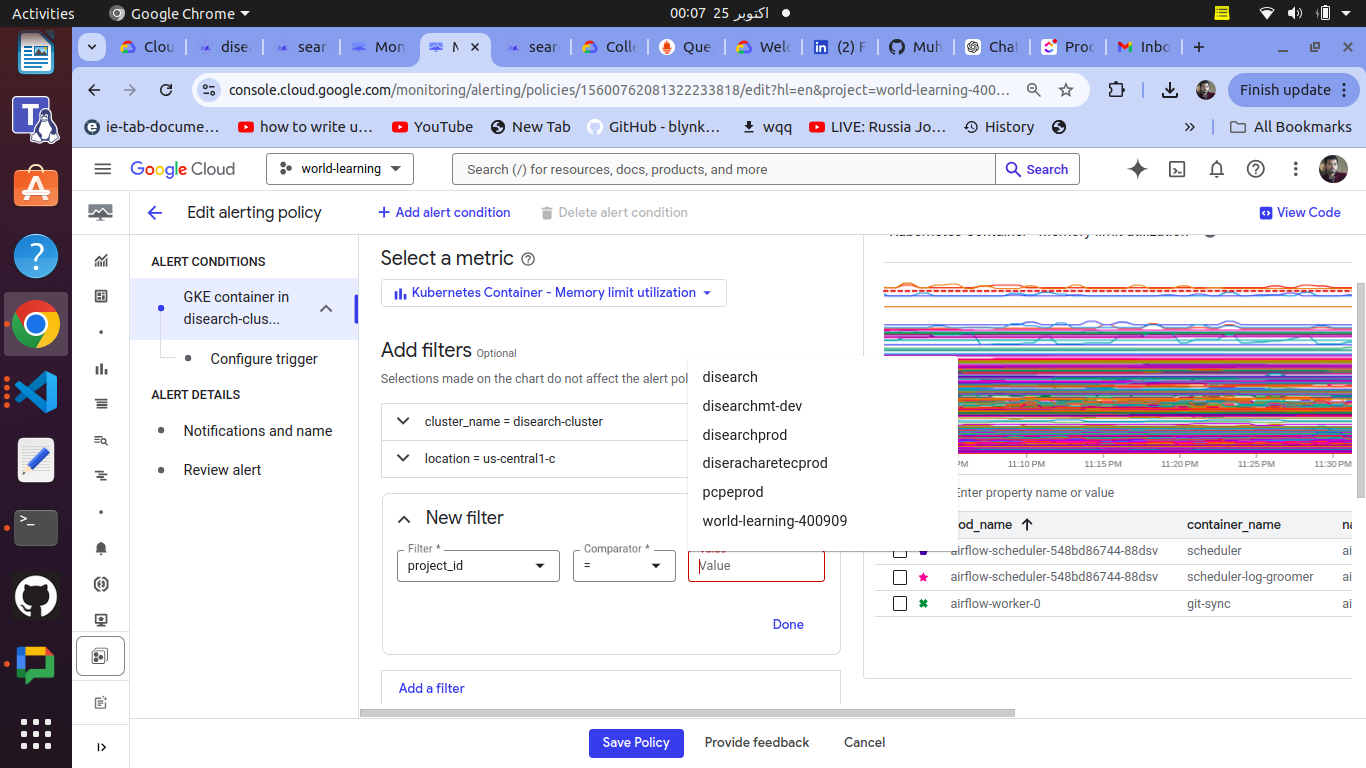 Activities
Google Chrome
00:07 25 اکتوبر
Clou
dise
sear
Mon
M
sear
Colle
Que
Welc
(2) F
Muh
Chat
Proc
Inbo
console.cloud.google.com/monitoring/alerting/policies/15600762081322233818/edit?hl=en&project=world-learning-400...
Finish update
ie-tab-docume...
how to write u...
YouTube
New Tab
GitHub - blynk...
wqq
LIVE: Russia Jo...
History
All Bookmarks
Google Cloud
world-learning
Search (/) for resources, docs, products, and more
Search
Edit alerting policy
Add alert condition
Delete alert condition
View Code
ALERT CONDITIONS
GKE container in
disearch-clus...
Configure trigger
ALERT DETAILS
Notifications and name
Review alert
Select a metric
Kubernetes Container - Memory limit utilization
Add filters Optional
Selections made on the chart do not affect the alert pol
cluster_name = disearch-cluster
location = us-central1-c
New filter
Filter *
project_id
Comparator *
=
Value
disearch
disearchmt-dev
disearchprod
diseracharetecprod
pcpeprod
world-learning-400909
Done
Add a filter
Kubernetes Container - Memory limit utilization
PM
11:10 PM
11:15 PM
11:20 PM
11:25 PM
11:30 PM
Enter property name or value
pod_name
container_name
na
airflow-scheduler-548bd86744-88dsv
scheduler
ai
airflow-scheduler-548bd86744-88dsv
scheduler-log-groomer
ai
airflow-worker-0
git-sync
ai
Save Policy
Provide feedback
Cancel